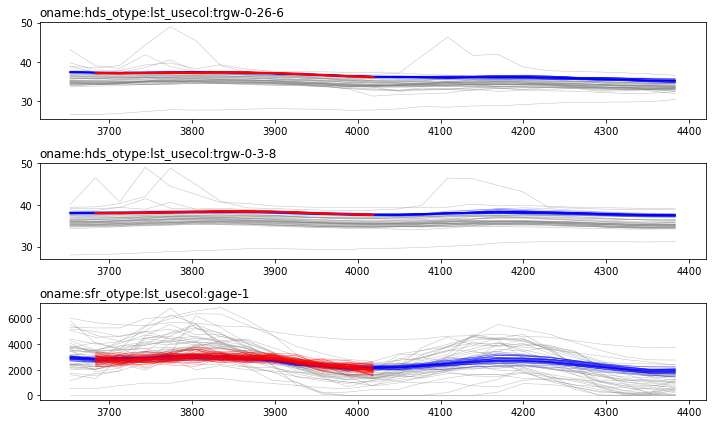 oname:hds_otype:lst_usecol:trgw-0-26-6
50
40
30
3700 3800 3900 4000 4100 4200 4300 4400
oname:hds_otype:lst_usecol:trgw-0-3-8
50
40
30
3700 3800 3900 4000 4100 4200 4300 4400
oname:sfr_otype:lst_usecol:gage-1
6000
4000
2000
0
3700 3800 3900 4000 4100 4200 4300 4400